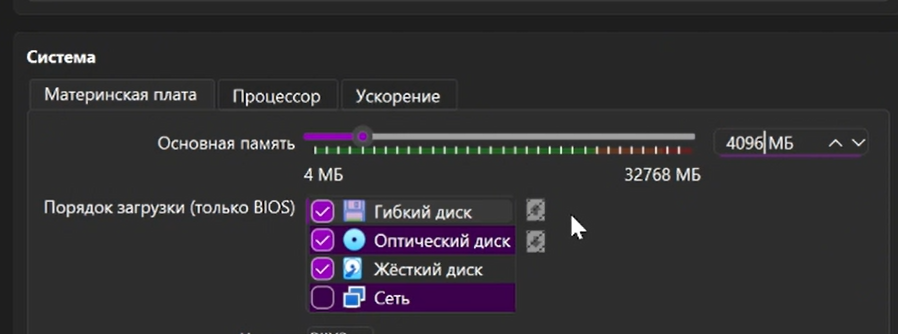 Система
Материнская плата Процессор Ускорение
Основная память 4096 МБ
4 МБ 32768 МБ
Порядок загрузки (только BIOS) Гибкий диск
Оптический диск
Жёсткий диск
Сеть